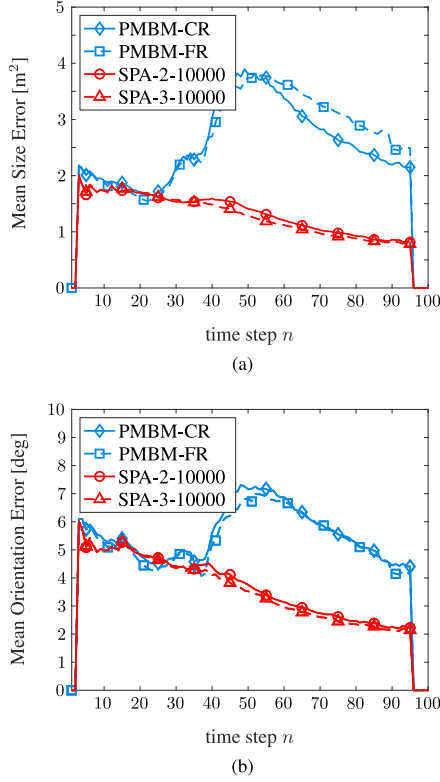 5
4
3
2
1
0
Mean Size Error [m²]
PMBM-CR
PMBM-FR
SPA-2-10000
SPA-3-10000
10 20 30 40 50 60 70 80 90 100
time step n
(a)
10
9
8
7
6
5
4
3
2
1
0
Mean Orientation Error [deg]
PMBM-CR
PMBM-FR
SPA-2-10000
SPA-3-10000
10 20 30 40 50 60 70 80 90 100
time step n
(b)